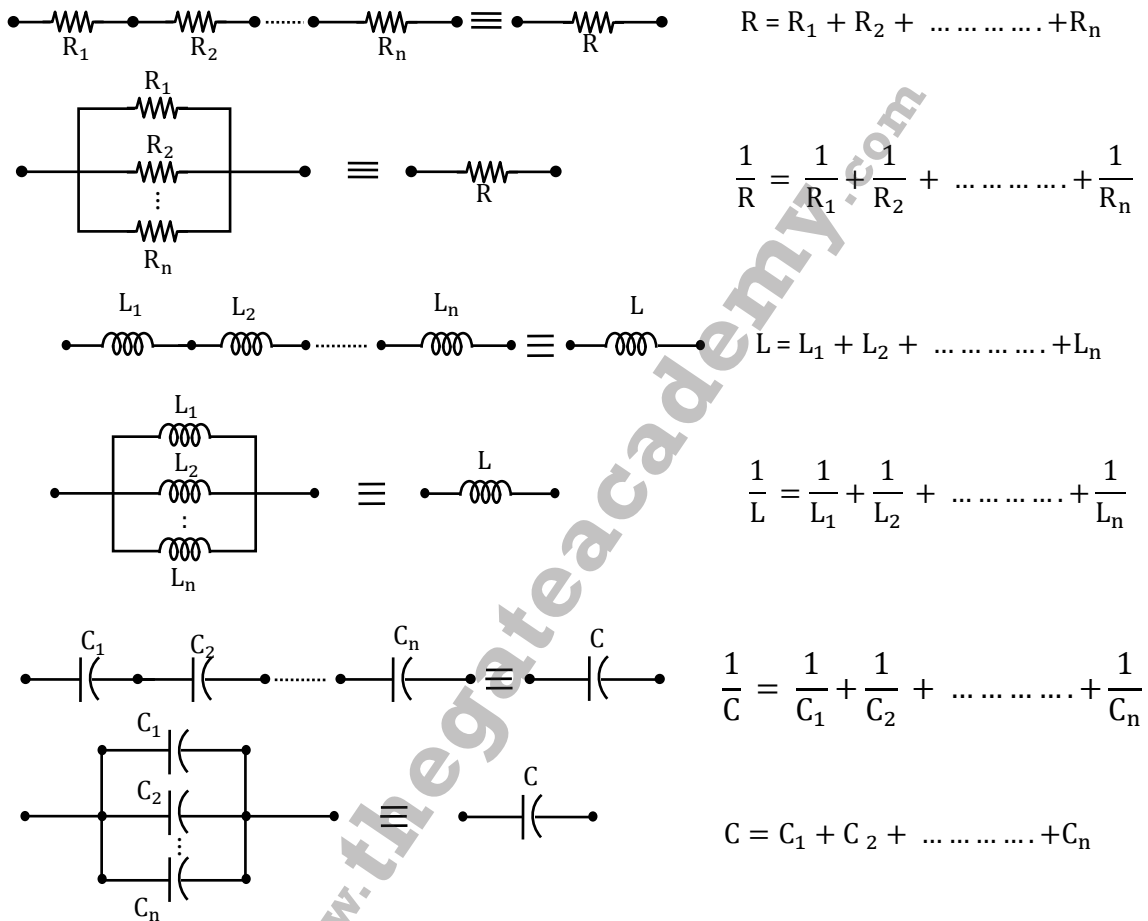 R₁ R₂ Rₙ R R = R₁ + R₂ + … … … … . +Rₙ
R₁
R₂
⋮
Rₙ
R
1/R = 1/R₁ + 1/R₂ + … … … …. + 1/Rₙ
L₁ L₂ Lₙ L L = L₁ + L₂ + … … … …. +Lₙ
L₁
L₂
⋮
Lₙ
L
1/L = 1/L₁ + 1/L₂ + … … … …. + 1/Lₙ
C₁ C₂ Cₙ C
1/C = 1/C₁ + 1/C₂ + … … … …. + 1/Cₙ
C₁
C₂
Cₙ
C
C = C₁ + C ₂ + … … … …. +Cₙ
w.thegateacademy.com